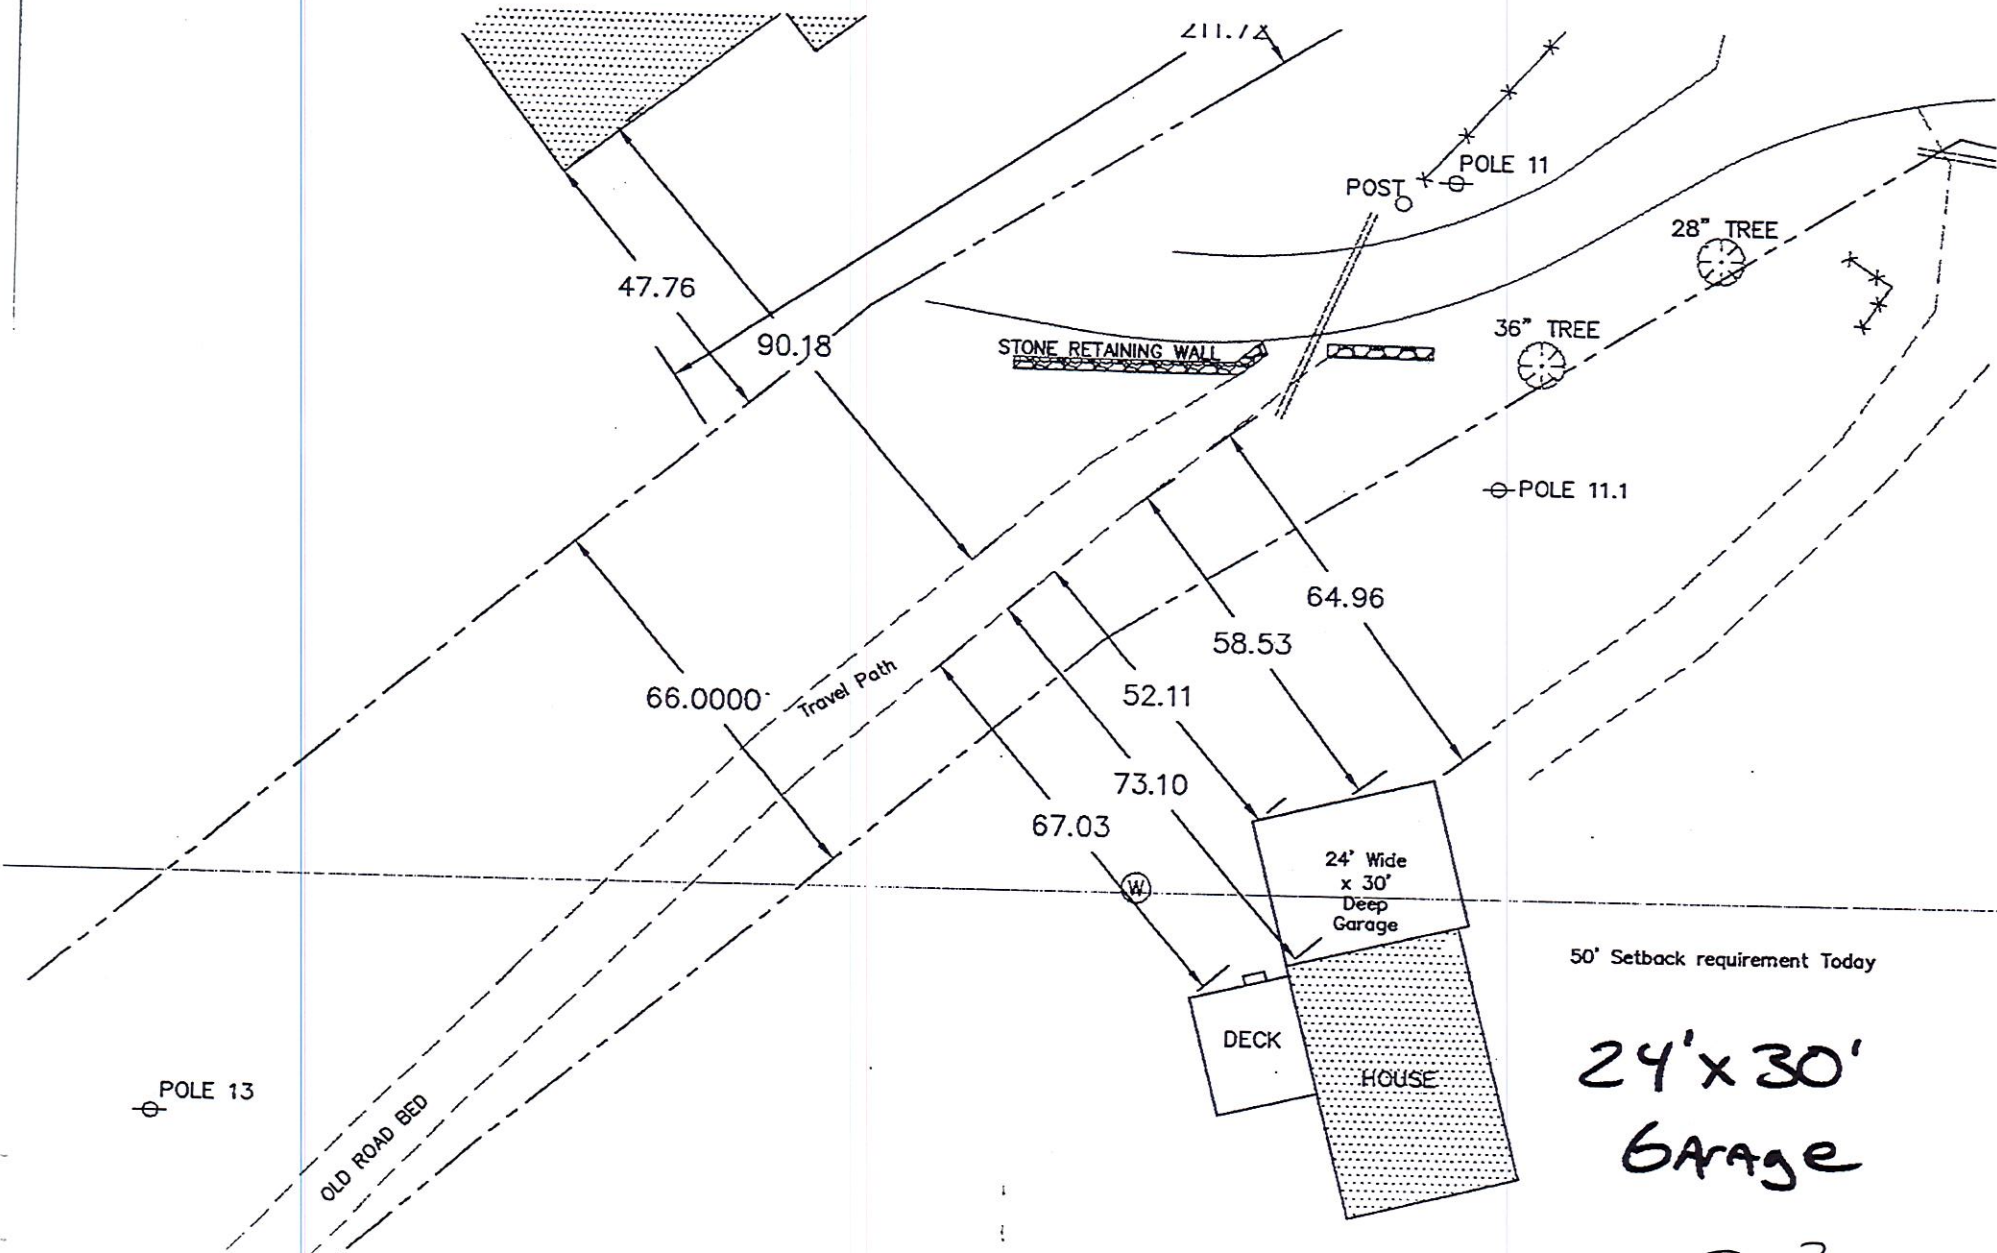 211.72
POLE 11
POST
28" TREE
47.76
36" TREE
90.18
STONE RETAINING WALL
POLE 11.1
64.96
58.53
66.0000
Travel Path
52.11
73.10
67.03
W
24' Wide
x 30'
Deep
Garage
50' Setback requirement Today
DECK
24'x30'
GArAge
HOUSE
POLE 13
OLD ROAD BED